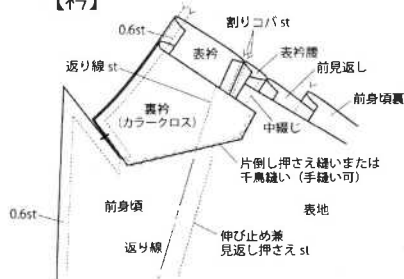 【衿】
0.6st
割りコバ st
表衿
表衿腰
返り線 st
前見返し
前身頃裏
裏衿
(カラークロス)
中綴じ
片倒し押さえ縫いまたは
千鳥縫い（手縫い可）
0.6st
前身頃
表地
返り線
伸び止め兼
見返し押さえ st